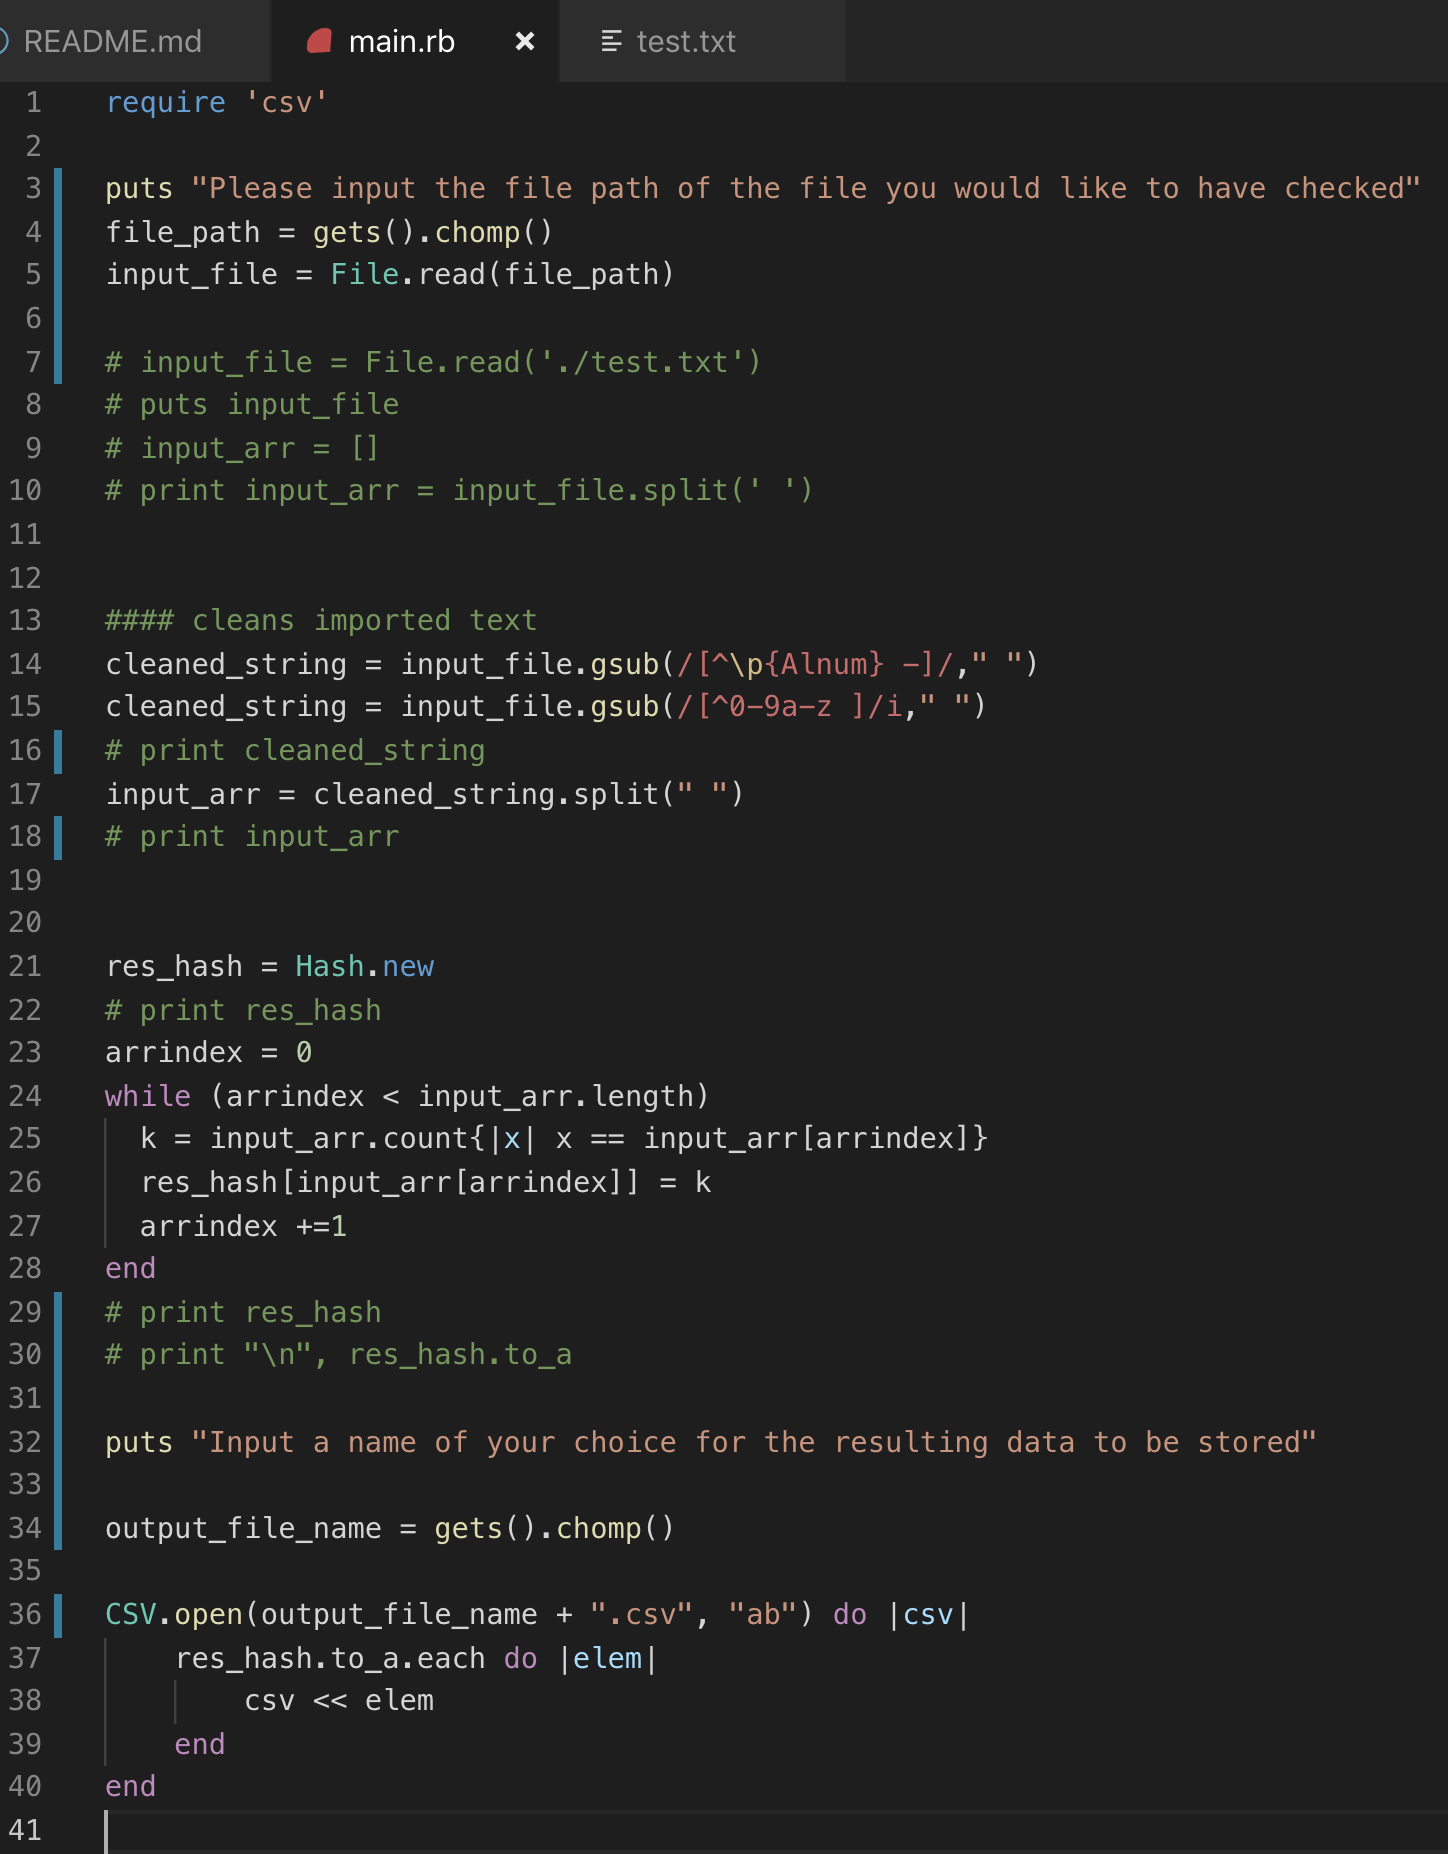 README.md main.rb × test.txt
1 require 'csv'
2
3 puts "Please input the file path of the file you would like to have checked"
4 file_path = gets().chomp()
5 input_file = File.read(file_path)
6
7 # input_file = File.read('./test.txt')
8 # puts input_file
9 # input_arr = []
10 # print input_arr = input_file.split(' ')
11
12
13 #### cleans imported text
14 cleaned_string = input_file.gsub(/[^\p{Alnum} -]/," ")
15 cleaned_string = input_file.gsub(/[^0-9a-z ]/i," ")
16 # print cleaned_string
17 input_arr = cleaned_string.split(" ")
18 # print input_arr
19
20
21 res_hash = Hash.new
22 # print res_hash
23 arrindex = 0
24 while (arrindex < input_arr.length)
25   k = input_arr.count{|x| x == input_arr[arrindex]}
26   res_hash[input_arr[arrindex]] = k
27   arrindex +=1
28 end
29 # print res_hash
30 # print "\n", res_hash.to_a
31
32 puts "Input a name of your choice for the resulting data to be stored"
33
34 output_file_name = gets().chomp()
35
36 CSV.open(output_file_name + ".csv", "ab") do |csv|
37     res_hash.to_a.each do |elem|
38         csv << elem
39     end
40 end
41